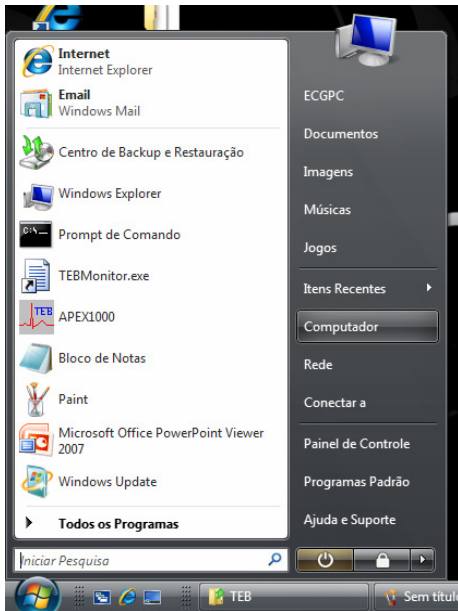 Internet
Internet Explorer
Email
Windows Mail
Centro de Backup e Restauração
Windows Explorer
C:\
Prompt de Comando
TEBMonitor.exe
TEB
APEX1000
Bloco de Notas
Paint
Microsoft Office PowerPoint Viewer
2007
Windows Update
Todos os Programas
Iniciar Pesquisa
ECGPC
Documentos
Imagens
Músicas
Jogos
Itens Recentes
Computador
Rede
Conectar a
Painel de Controle
Programas Padrão
Ajuda e Suporte
TEB
Sem título